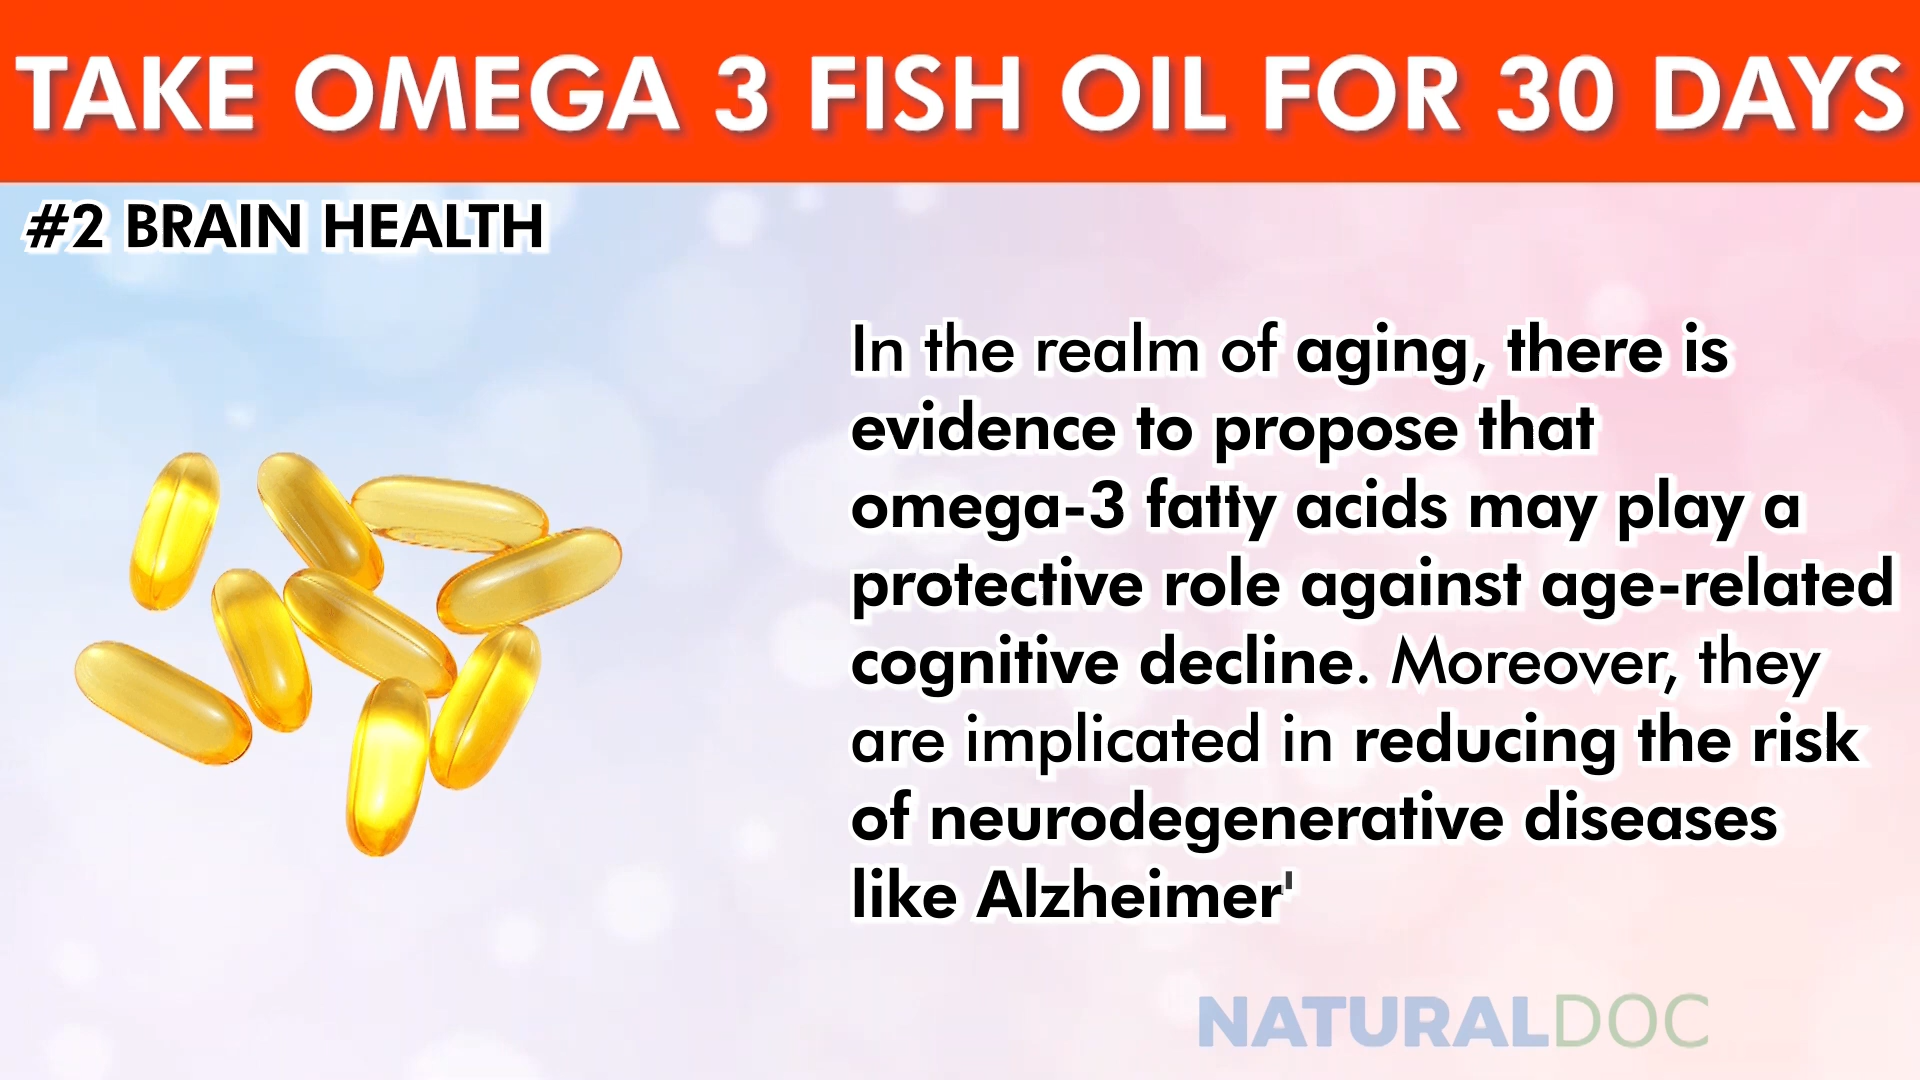 TAKE OMEGA 3 FISH OIL FOR 30 DAYS
#2 BRAIN HEALTH
In the realm of aging, there is
evidence to propose that
omega-3 fatty acids may play a
protective role against age-related
cognitive decline. Moreover, they
are implicated in reducing the risk
of neurodegenerative diseases
like Alzheimer'
NATURALDOC